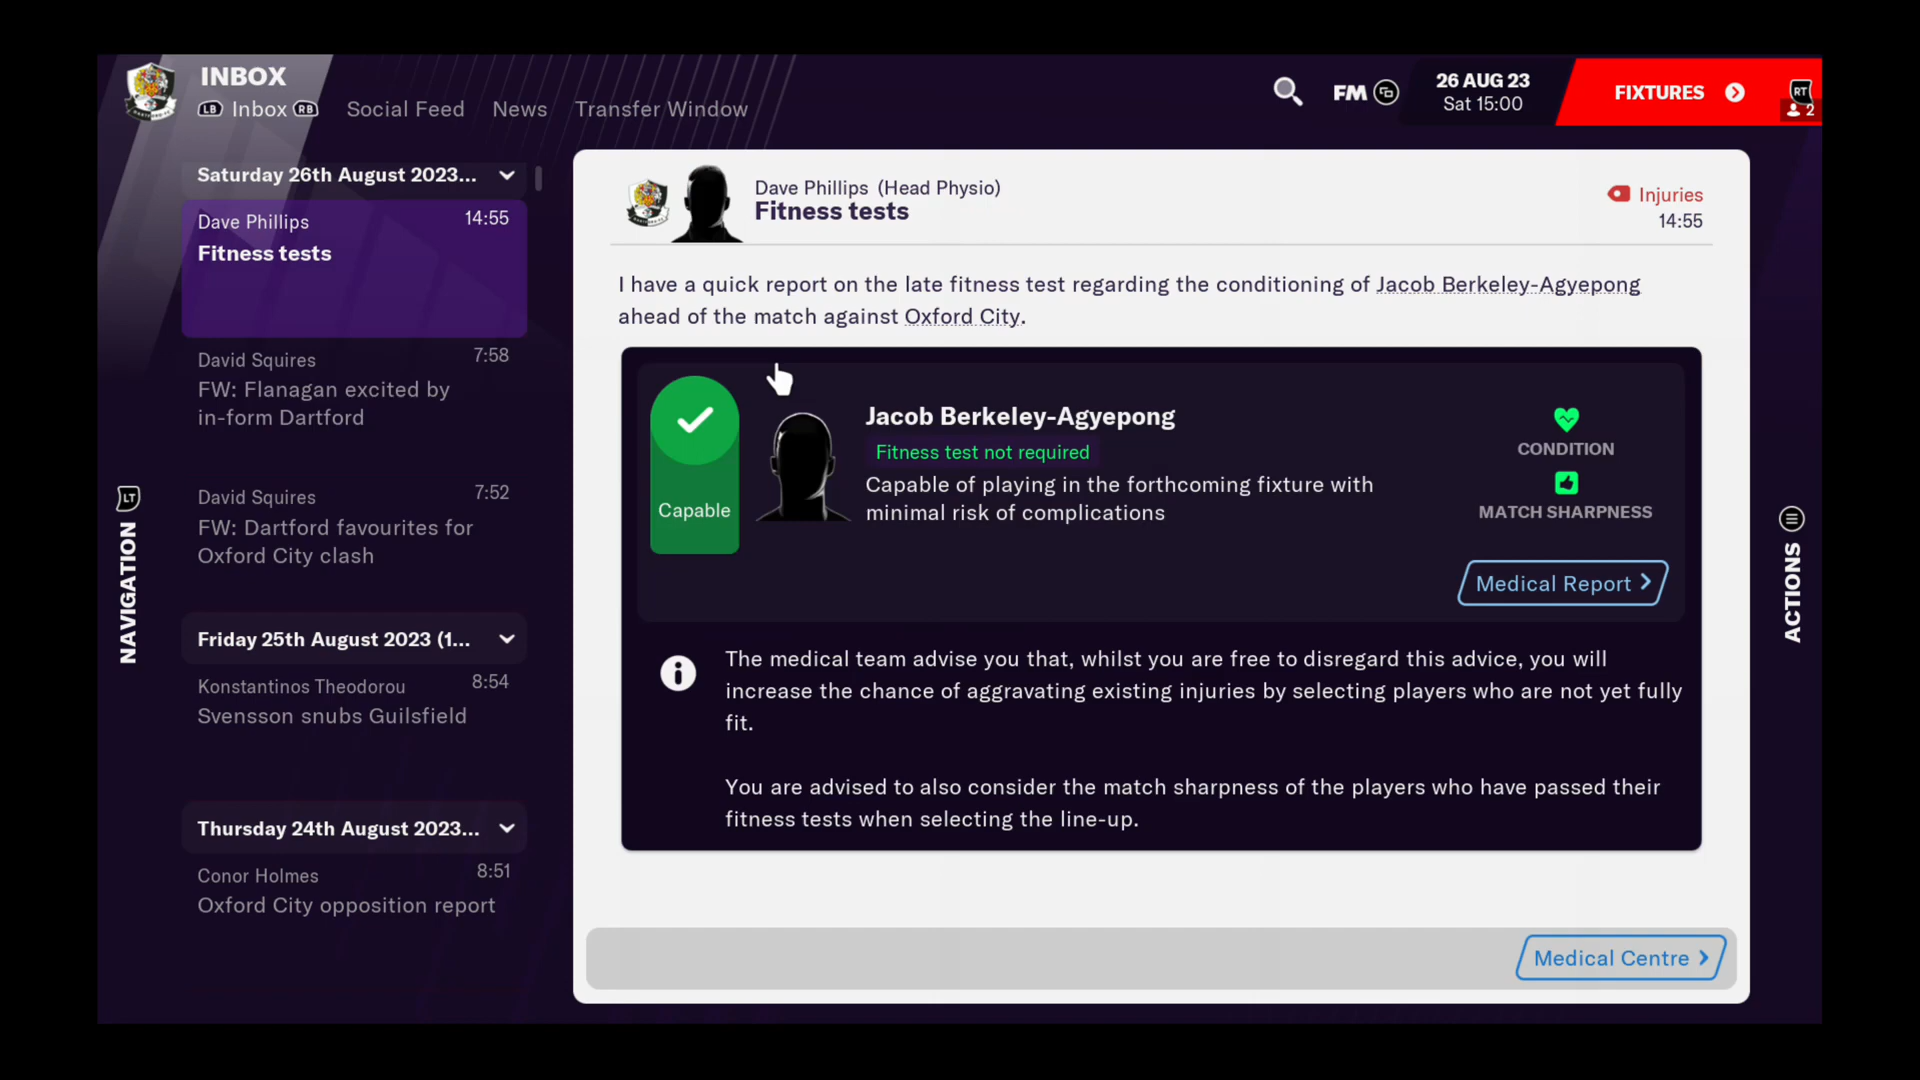 INBOX
LB Inbox RB Social Feed News Transfer Window
FM
26 AUG 23
Sat 15:00
FIXTURES
RT
2
Saturday 26th August 2023...
Dave Phillips 14:55
Fitness tests
David Squires 7:58
FW: Flanagan excited by
in-form Dartford
David Squires 7:52
FW: Dartford favourites for
Oxford City clash
Friday 25th August 2023 (1...
Konstantinos Theodorou 8:54
Svensson snubs Guilsfield
Thursday 24th August 2023...
Conor Holmes 8:51
Oxford City opposition report
LT
NAVIGATION
Dave Phillips (Head Physio)
Fitness tests
Injuries
14:55
I have a quick report on the late fitness test regarding the conditioning of Jacob Berkeley-Agyepong
ahead of the match against Oxford City.
Capable
Jacob Berkeley-Agyepong
Fitness test not required
Capable of playing in the forthcoming fixture with
minimal risk of complications
CONDITION
MATCH SHARPNESS
Medical Report
The medical team advise you that, whilst you are free to disregard this advice, you will
increase the chance of aggravating existing injuries by selecting players who are not yet fully
fit.
You are advised to also consider the match sharpness of the players who have passed their
fitness tests when selecting the line-up.
Medical Centre
ACTIONS